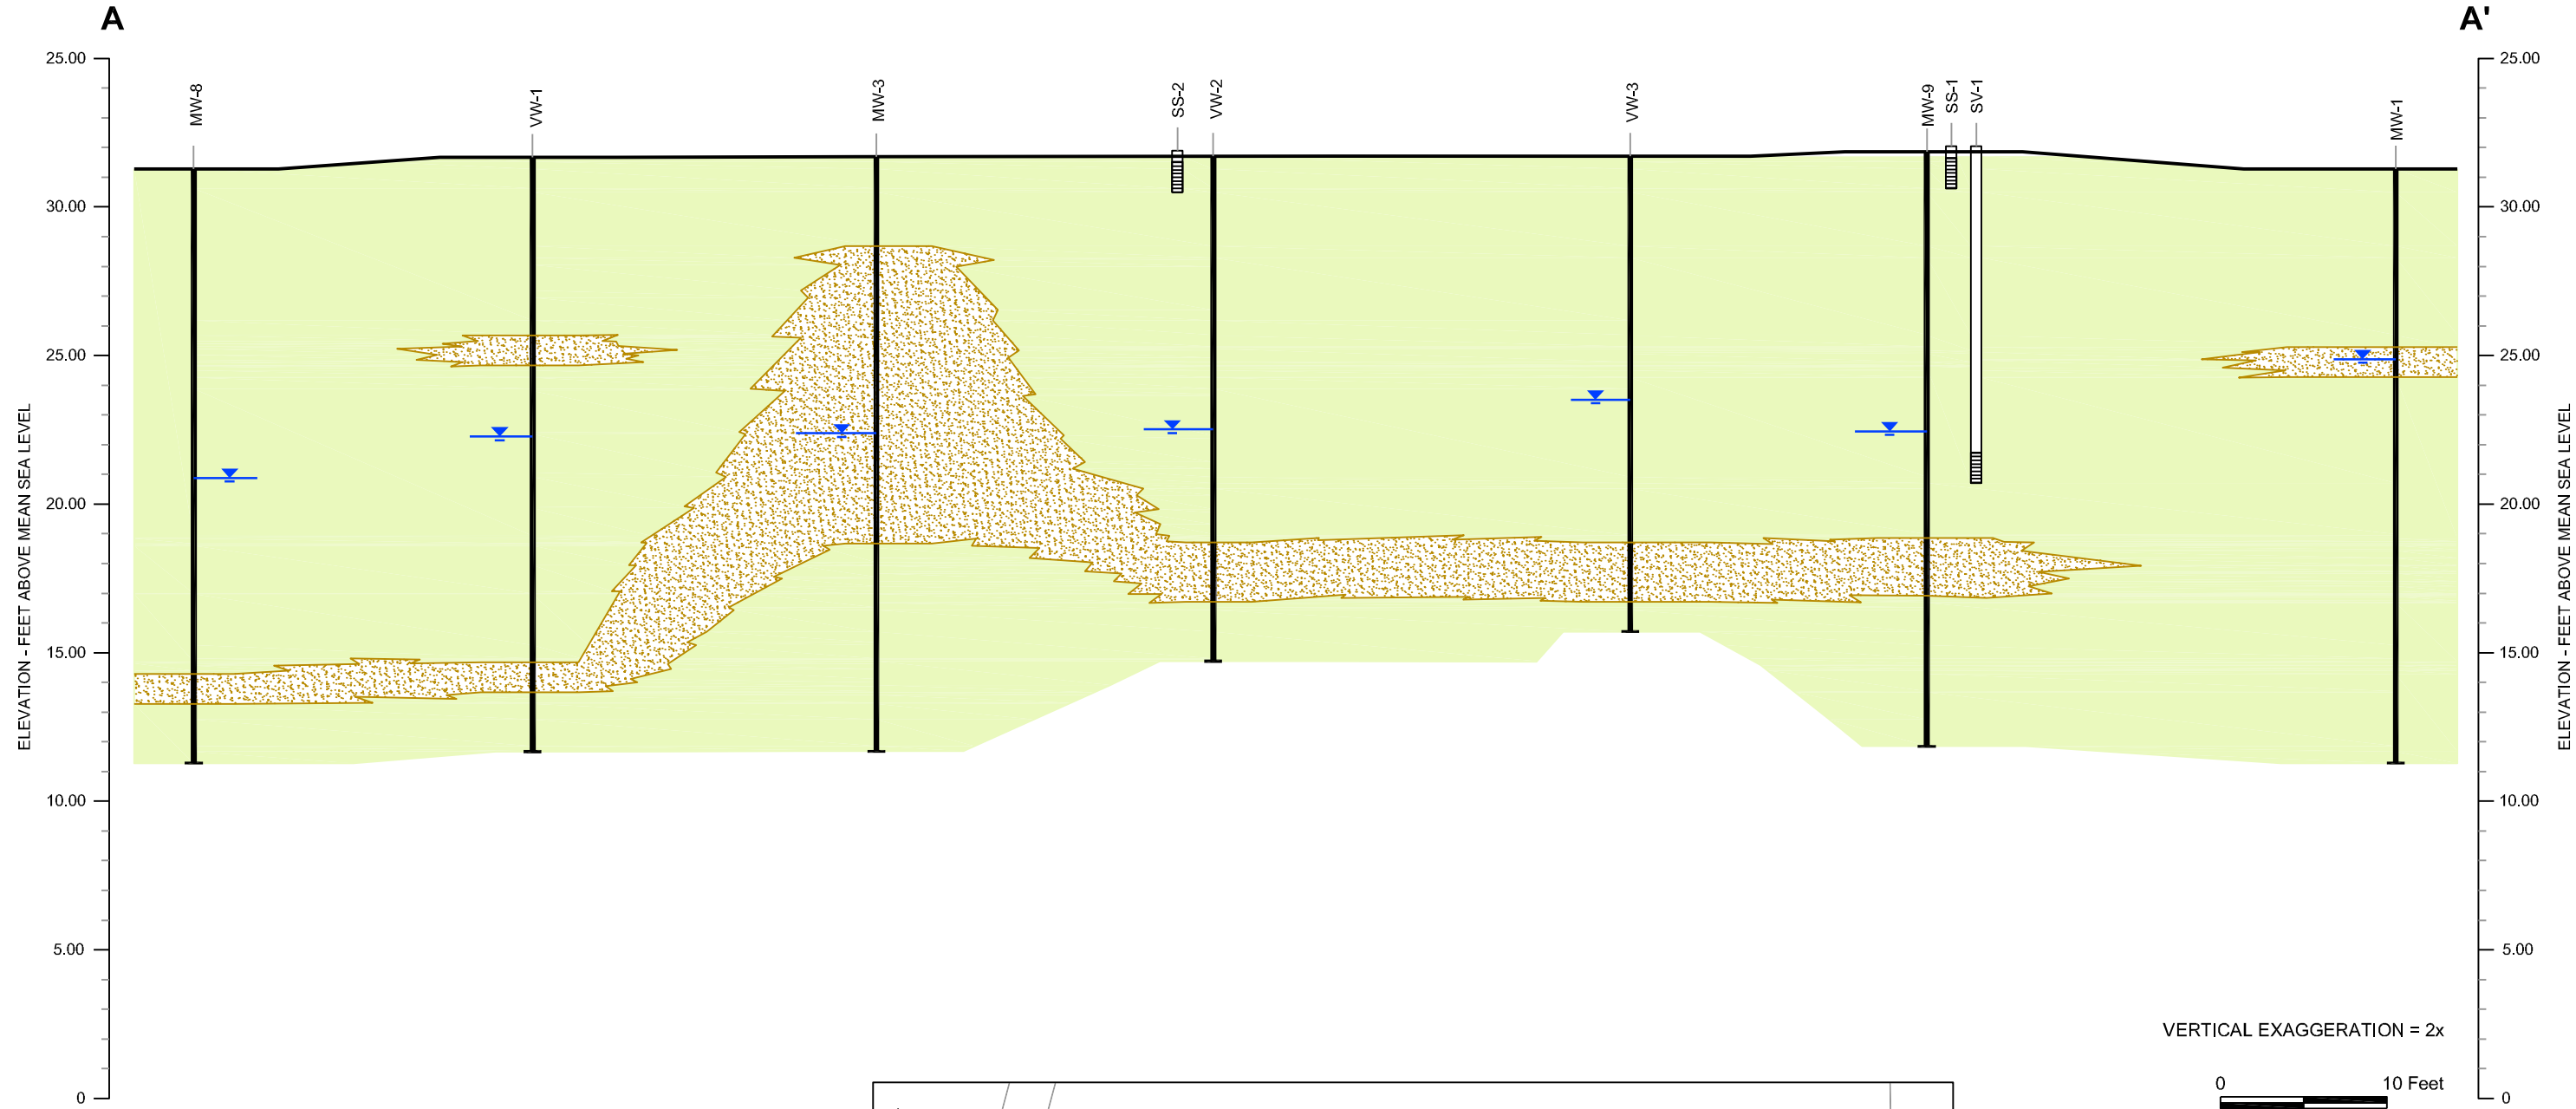 A A'
MW-8 VW-1 MW-3 SS-2 VW-2 VW-3 MW-9 SS-1 SV-1 MW-1
25.00 25.00
30.00 30.00
25.00 25.00
20.00 20.00
15.00 15.00
10.00 10.00
5.00 5.00
0 0
ELEVATION - FEET ABOVE MEAN SEA LEVEL
ELEVATION - FEET ABOVE MEAN SEA LEVEL
VERTICAL EXAGGERATION = 2x
0 10 Feet